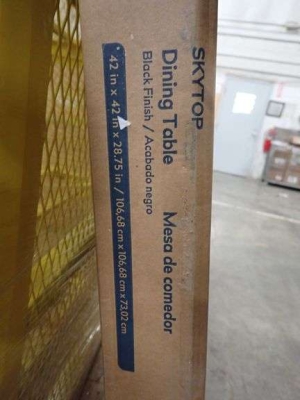 SKYTOP
Dining Table Mesa de comedor
Black Finish / Acabado negro
42 in x 42 in x 28.75 in / 106,68 cm x 106,68 cm x 73,02 cm